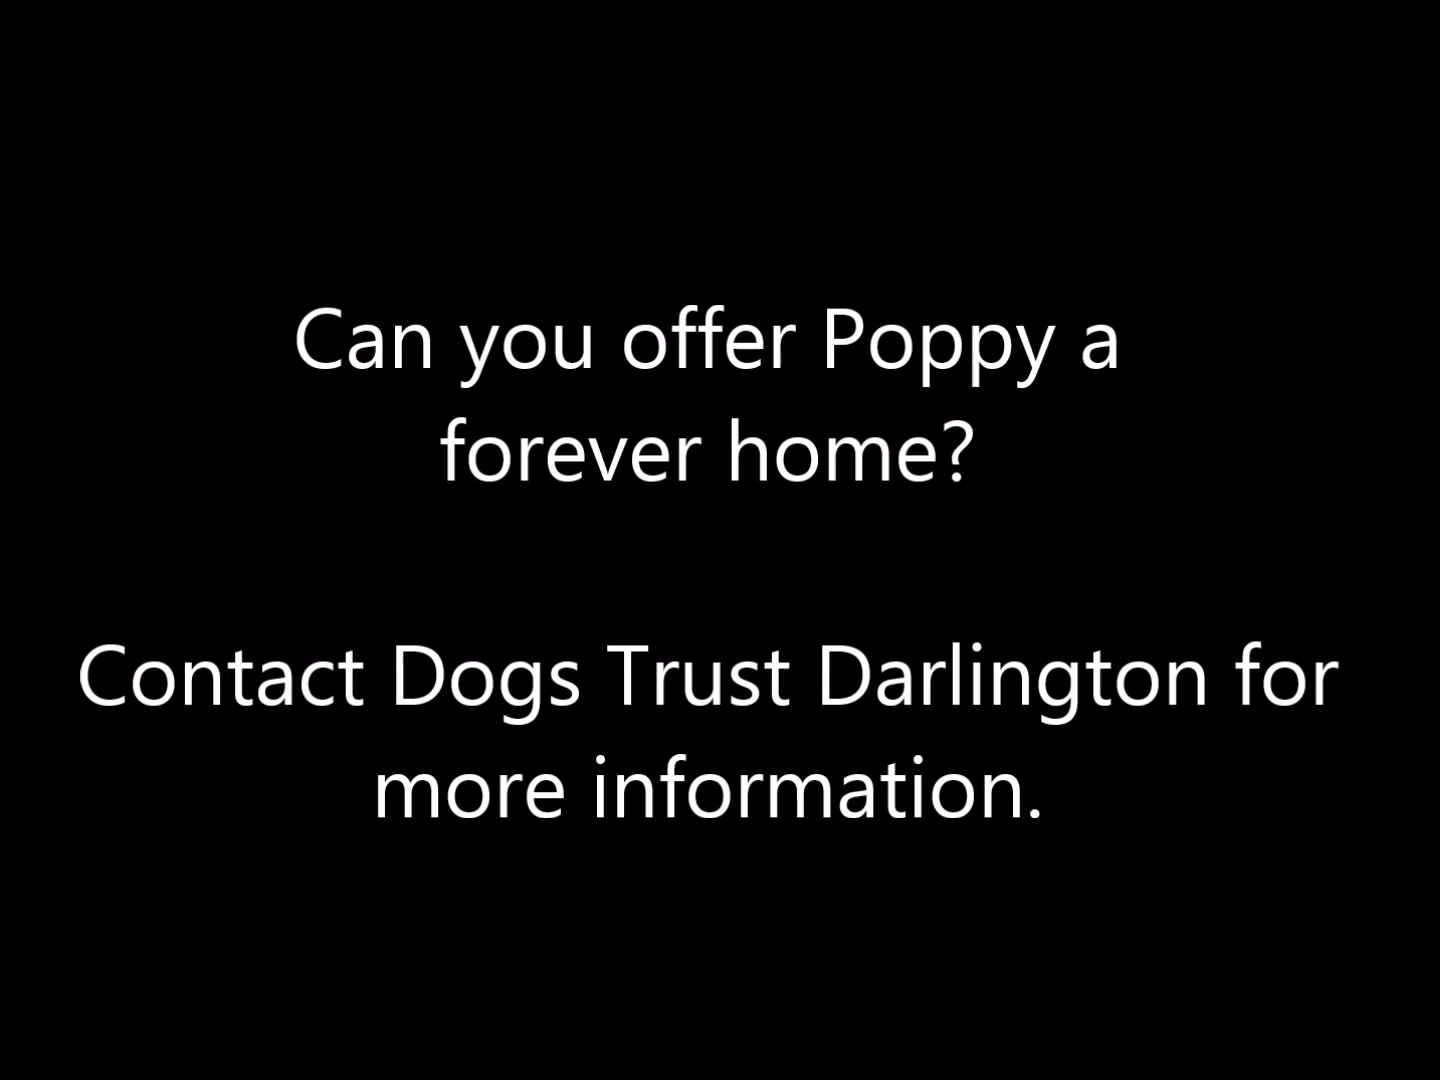 Can you offer Poppy a
forever home?
Contact Dogs Trust Darlington for
more information.